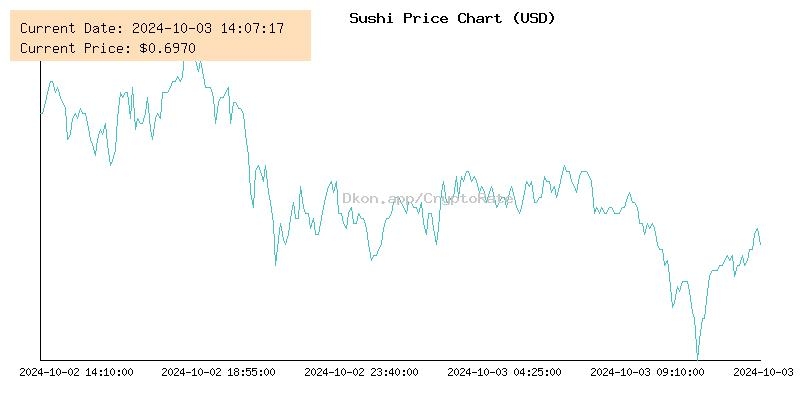 Sushi Price Chart (USD)
Current Date: 2024-10-03 14:07:17
Current Price: $0.6970
Dkon.app/CryptoRate
2024-10-02 14:10:00 2024-10-02 18:55:00 2024-10-02 23:40:00 2024-10-03 04:25:00 2024-10-03 09:10:00 2024-10-03